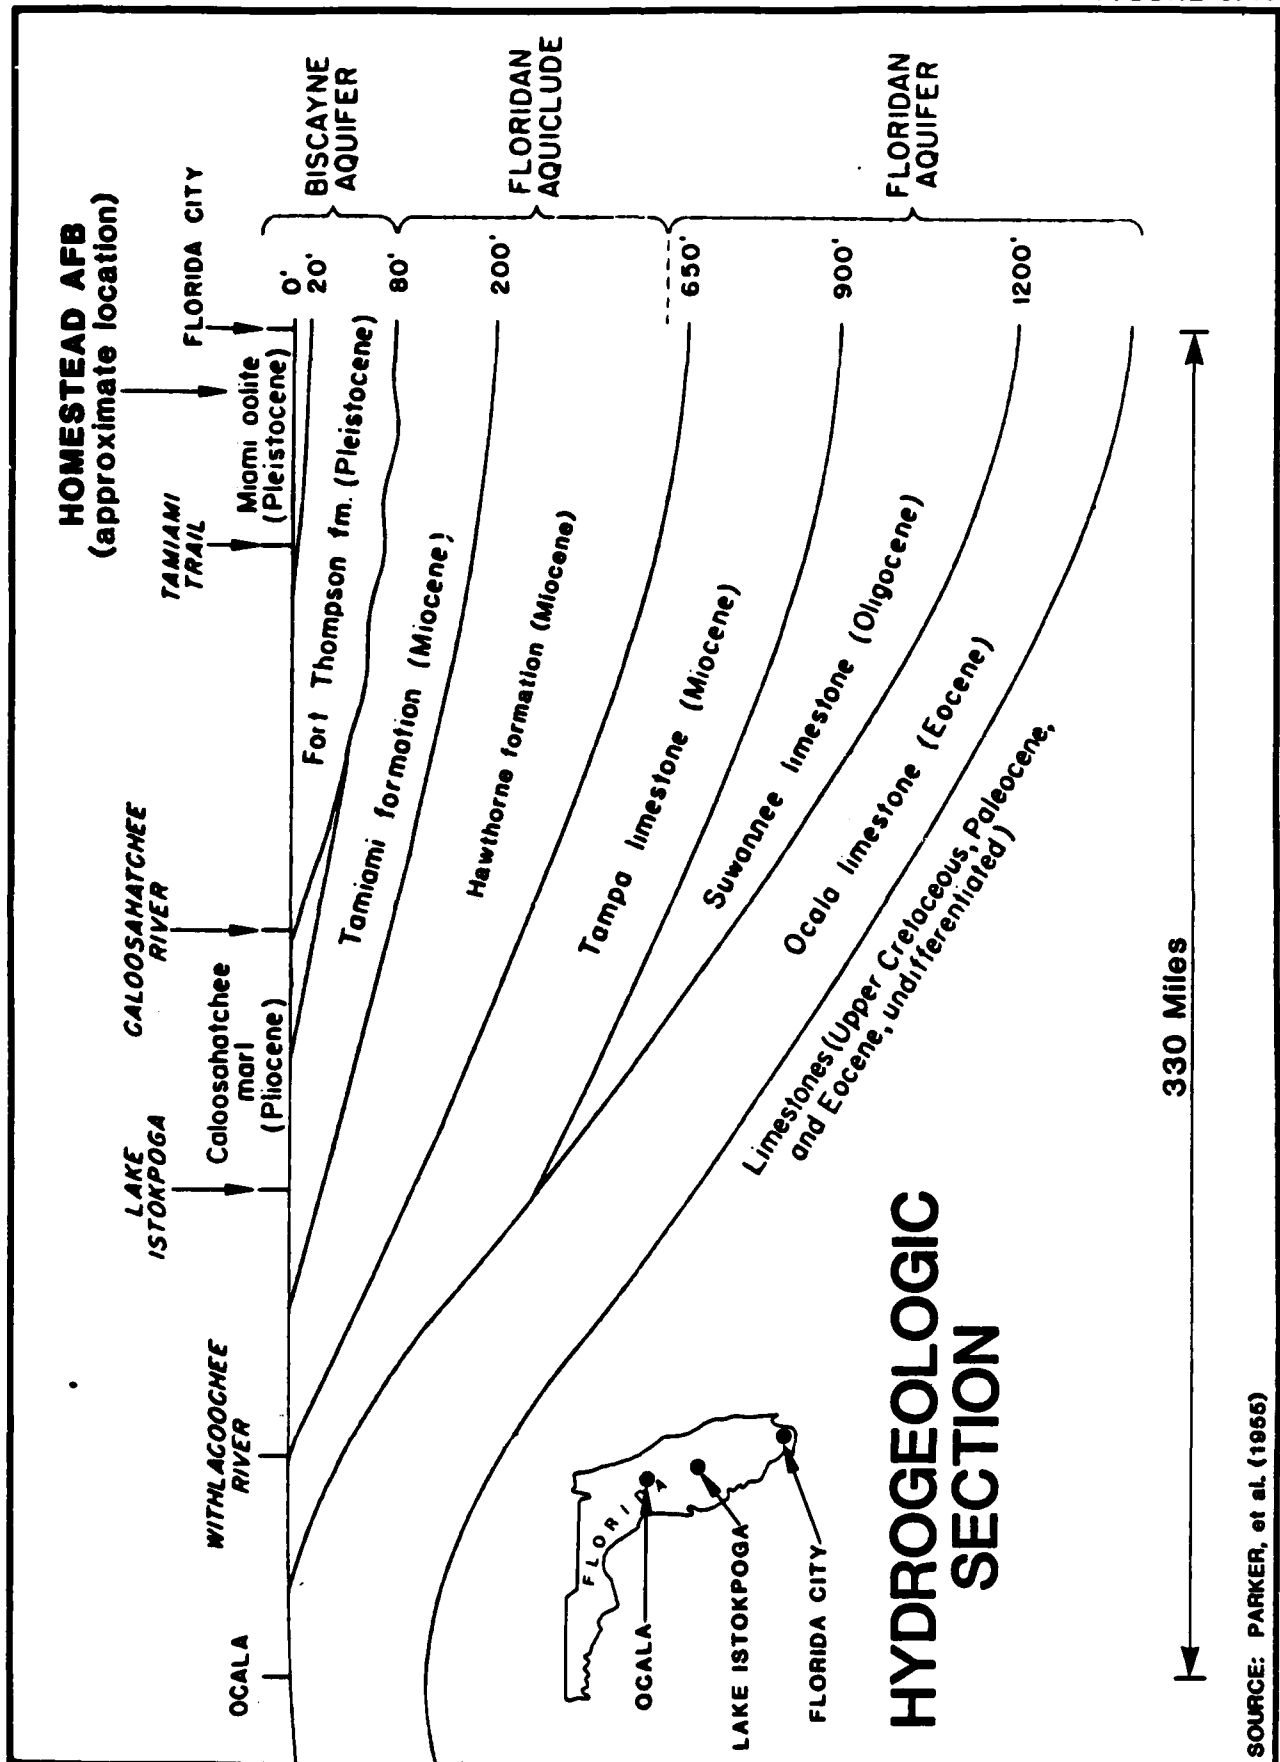 HOMESTEAD AFB
(approximate location)
OCALA
WITHLACOOCHEE
RIVER
LAKE
ISTOKPOGA
CALOOSAHATCHEE
RIVER
TAMIAMI
TRAIL
FLORIDA CITY
Caloosahatchee
marl
(Pliocene)
Miami oolite
(Pleistocene)
0'
20'
80'
200'
650'
900'
1200'
BISCAYNE
AQUIFER
FLORIDAN
AQUICLUDE
FLORIDAN
AQUIFER
Fort Thompson fm. (Pleistocene)
Tamiami formation (Miocene)
Hawthorne formation (Miocene)
Tampa limestone (Miocene)
Suwannee limestone (Oligocene)
Ocala limestone (Eocene)
Limestones (Upper Cretaceous, Paleocene,
and Eocene, undifferentiated)
FLORIDA
OCALA
LAKE ISTOKPOGA
FLORIDA CITY
HYDROGEOLOGIC
SECTION
330 Miles
SOURCE: PARKER, et al. (1955)